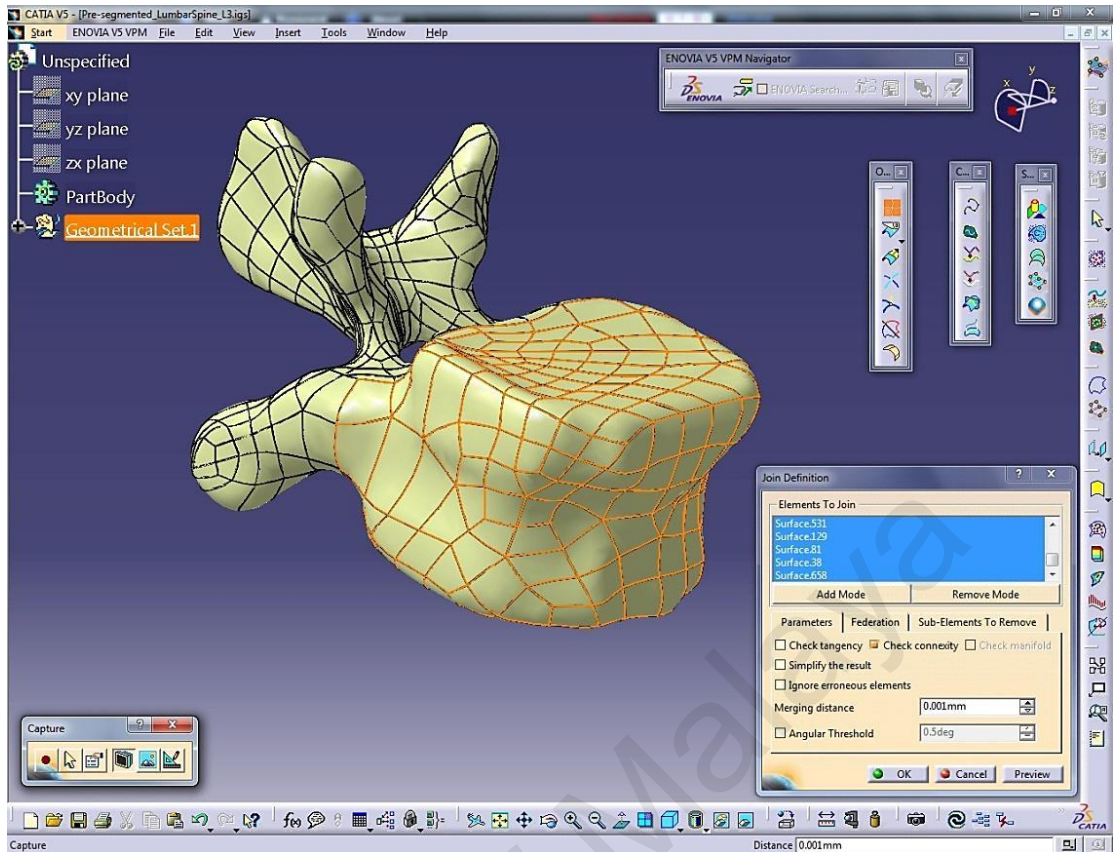 CATIA V5 - [Pre-segmented_LumbarSpine_L3.igs]
Start ENOVIA V5 VPM File Edit View Insert Tools Window Help
Unspecified
xy plane
yz plane
zx plane
PartBody
Geometrical Set.1
ENOVIA V5 VPM Navigator
ENOVIA
ENOVIA Search...
x y z
O... C... S...
Join Definition
Elements To Join
Surface.531
Surface.129
Surface.81
Surface.38
Surface.658
Add Mode Remove Mode
Parameters Federation Sub-Elements To Remove
Check tangency Check connexity Check manifold
Simplify the result
Ignore erroneous elements
Merging distance 0.001mm
Angular Threshold 0.5deg
OK Cancel Preview
Capture
f(x)
CATIA
Capture Distance 0.001mm
Malaya